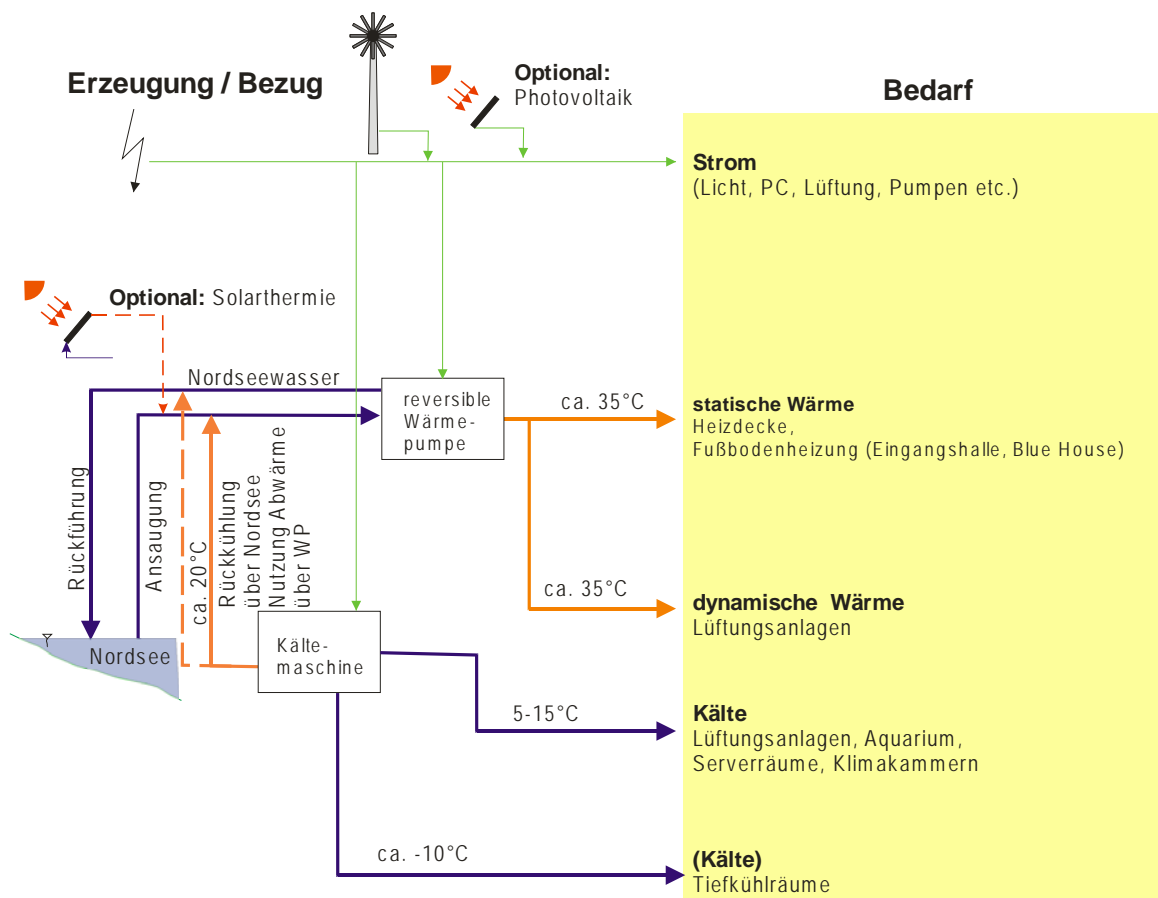 Erzeugung / Bezug
Optional:
Photovoltaik
Bedarf
Strom
(Licht, PC, Lüftung, Pumpen etc.)
Optional: Solarthermie
Nordseewasser
reversible
Wärme-
pumpe
ca. 35°C
statische Wärme
Heizdecke,
Fußbodenheizung (Eingangshalle, Blue House)
Rückführung
Ansaugung
ca. 20°C
Rückkühlung
über Nordsee
Nutzung Abwärme
über WP
ca. 35°C
dynamische Wärme
Lüftungsanlagen
Nordsee
Kälte-
maschine
5-15°C
Kälte
Lüftungsanlagen, Aquarium,
Serverräume, Klimakammern
ca. -10°C
(Kälte)
Tiefkühlräume